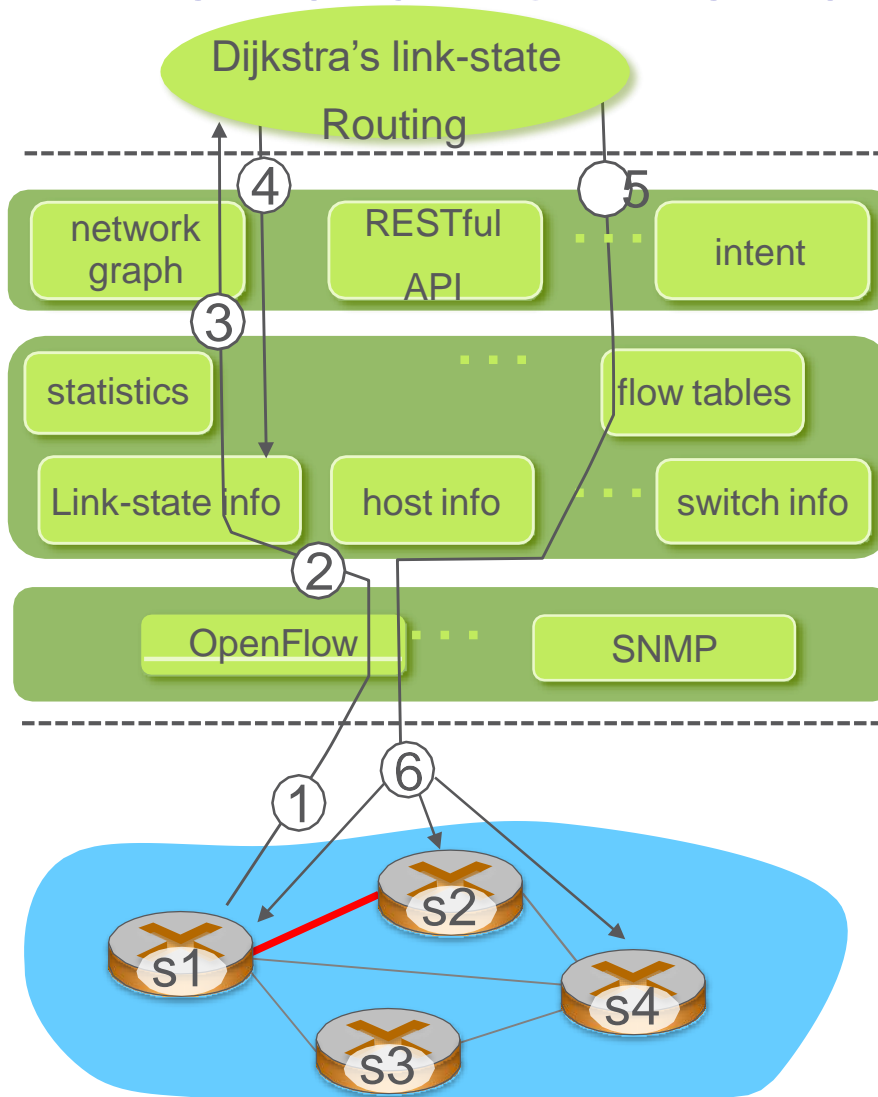 Dijkstra's link-state
Routing
4
5
network
graph
RESTful
API
intent
3
statistics
flow tables
Link-state info
host info
switch info
2
OpenFlow
SNMP
6
1
s2
s1
s4
s3